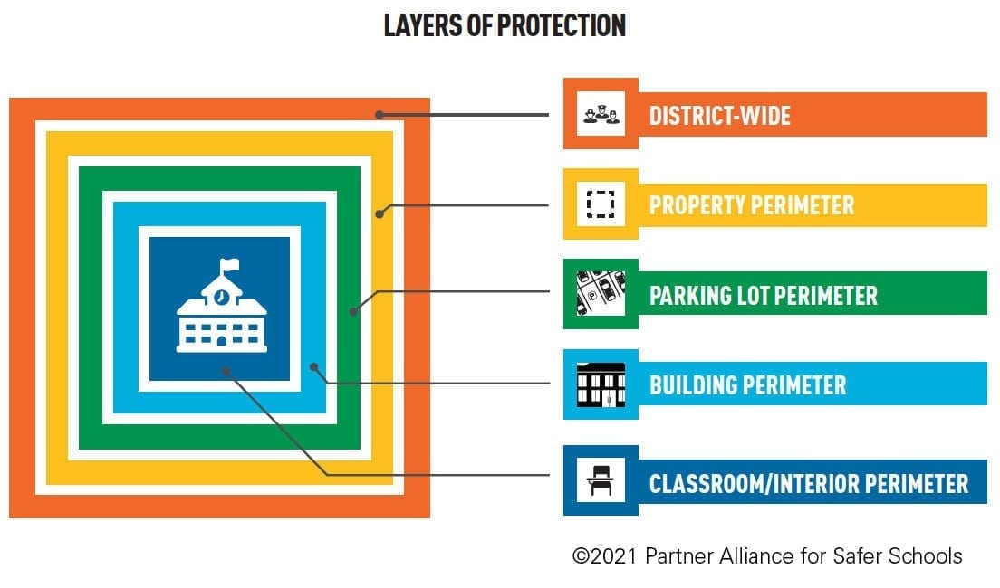 LAYERS OF PROTECTION
DISTRICT-WIDE
PROPERTY PERIMETER
P
PARKING LOT PERIMETER
BUILDING PERIMETER
CLASSROOM/INTERIOR PERIMETER
©2021 Partner Alliance for Safer Schools